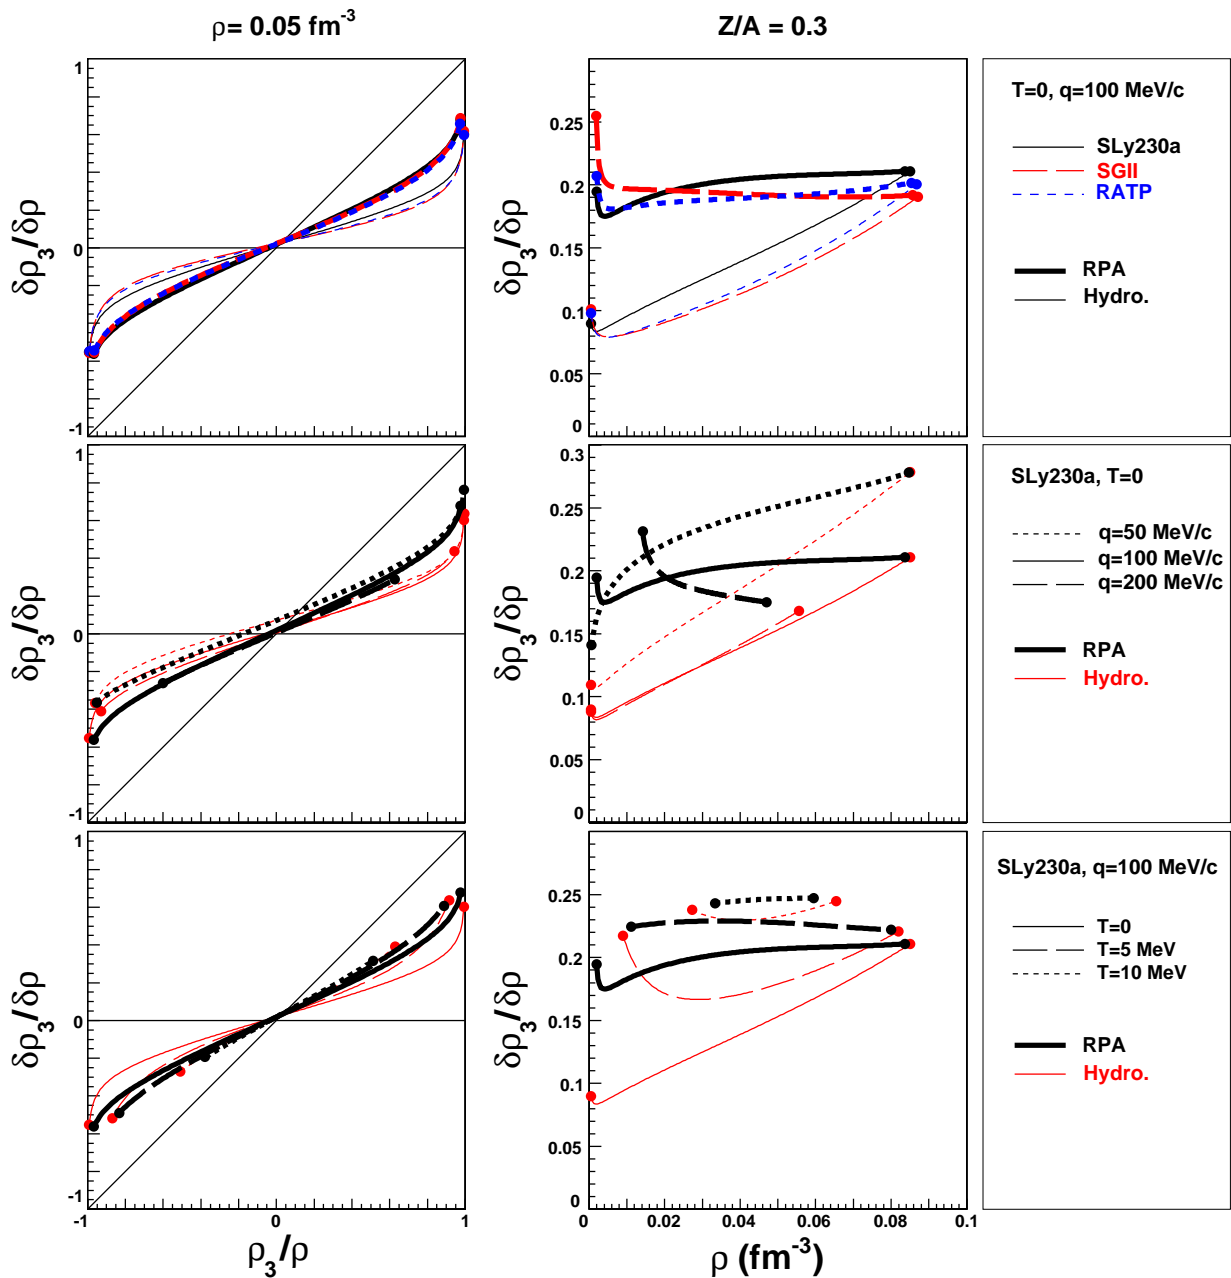 ρ= 0.05 fm⁻³
Z/A = 0.3
δρ₃/δρ
1
0
-1
δρ₃/δρ
0.25
0.2
0.15
0.1
0.05
0
T=0, q=100 MeV/c
SLy230a
SGII
RATP
RPA
Hydro.
δρ₃/δρ
1
0
-1
δρ₃/δρ
0.3
0.25
0.2
0.15
0.1
0.05
0
SLy230a, T=0
q=50 MeV/c
q=100 MeV/c
q=200 MeV/c
RPA
Hydro.
δρ₃/δρ
1
0
-1
-1 0 1
ρ₃/ρ
δρ₃/δρ
0.25
0.2
0.15
0.1
0.05
0
0 0.02 0.04 0.06 0.08 0.1
ρ (fm⁻³)
SLy230a, q=100 MeV/c
T=0
T=5 MeV
T=10 MeV
RPA
Hydro.